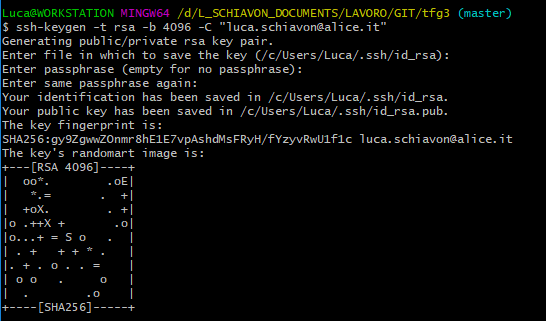 Luca@WORKSTATION MINGW64 /d/L_SCHIAVON_DOCUMENTS/LAVORO/GIT/tfg3 (master)
$ ssh-keygen -t rsa -b 4096 -C "luca.schiavon@alice.it"
Generating public/private rsa key pair.
Enter file in which to save the key (/c/Users/Luca/.ssh/id_rsa):
Enter passphrase (empty for no passphrase):
Enter same passphrase again:
Your identification has been saved in /c/Users/Luca/.ssh/id_rsa.
Your public key has been saved in /c/Users/Luca/.ssh/id_rsa.pub.
The key fingerprint is:
SHA256:gy9ZgwwZOnmr8hE1E7vpAshdMsFRyH/fYzyvRwU1f1c luca.schiavon@alice.it
The key's randomart image is:
+---[RSA 4096]----+
|  oo*.       .oE|
|   *.=      .  +|
|  +oX.       . +|
|o .++X +      .o|
|o...+ = S o   . |
| . +   + + * .  |
|. + . o . . =   |
| o o   .     o  |
|  .       .o    |
+----[SHA256]-----+